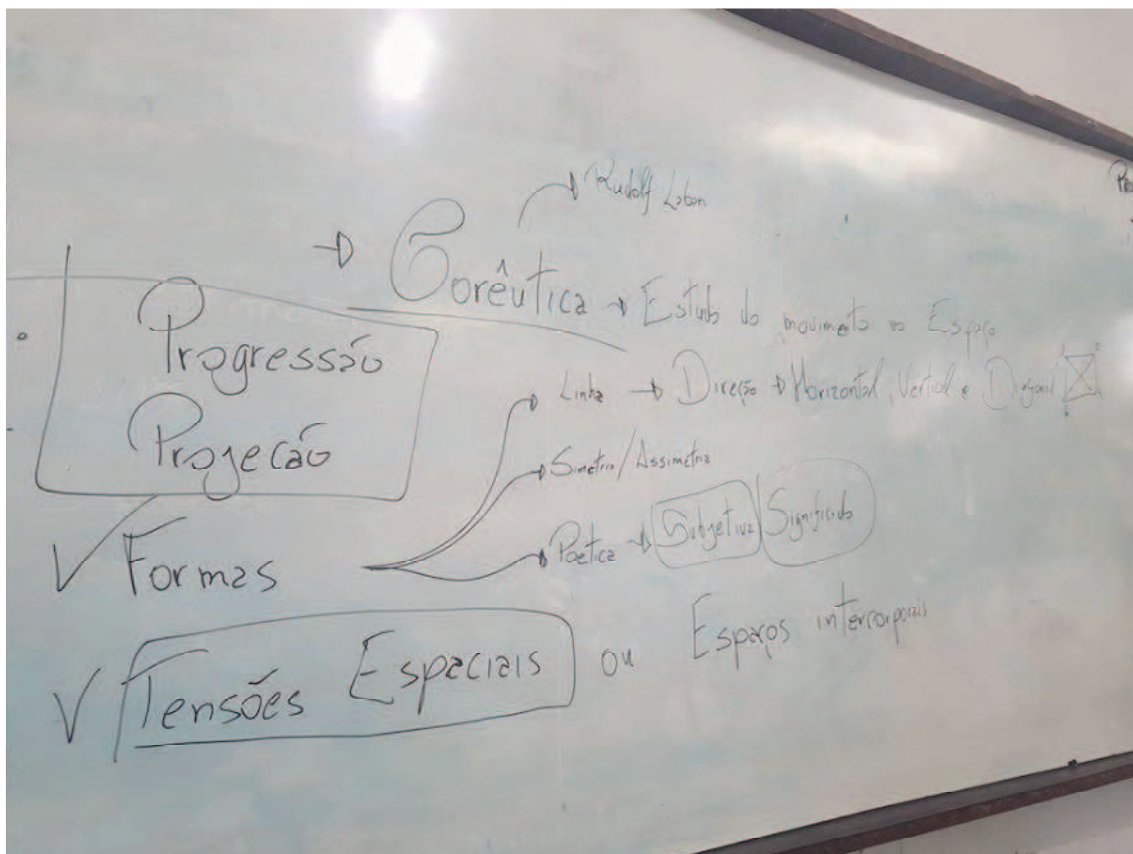 → Rudolf Laban
→ Corêutica → Estudo do movimento no Espaço
Progressão
Projecão
Linha → Direção → Horizontal, Vertical e Diagonal
Simetria/Assimetria
Poética → Subjetiva/Significado
✓ Formas
✓ Tensões Espaciais ou Espaços intercorporais